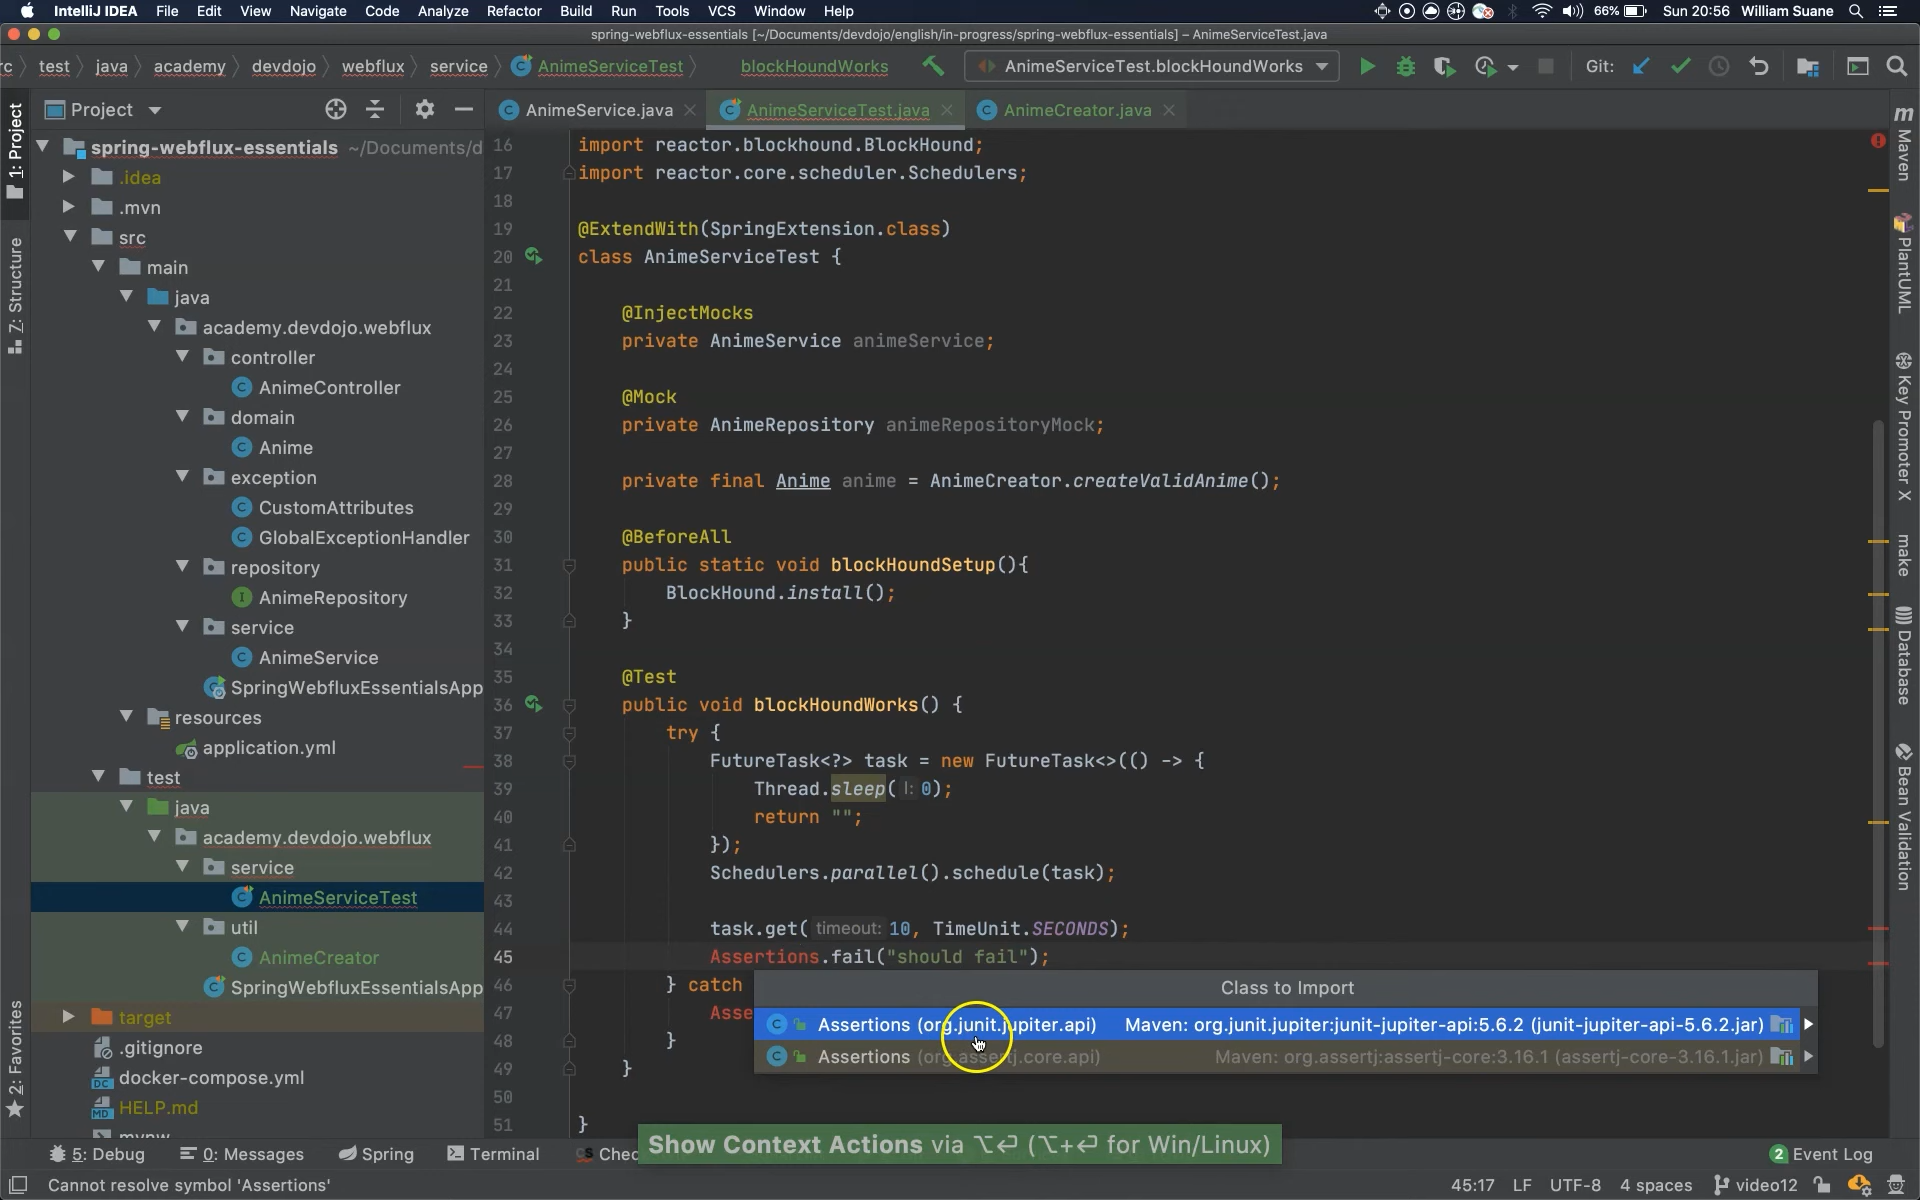 IntelliJ IDEA File Edit View Navigate Code Analyze Refactor Build Run Tools VCS Window Help 66% Sun 20:56 William Suane
spring-webflux-essentials [~/Documents/devdojo/english/in-progress/spring-webflux-essentials] – AnimeServiceTest.java
rc test java academy devdojo webflux service AnimeServiceTest blockHoundWorks AnimeServiceTest.blockHoundWorks Git:
Project
AnimeService.java AnimeServiceTest.java AnimeCreator.java
1: Project
Z: Structure
2: Favorites
spring-webflux-essentials ~/Documents/d
.idea
.mvn
src
main
java
academy.devdojo.webflux
controller
AnimeController
domain
Anime
exception
CustomAttributes
GlobalExceptionHandler
repository
AnimeRepository
service
AnimeService
SpringWebfluxEssentialsApp
resources
application.yml
test
java
academy.devdojo.webflux
service
AnimeServiceTest
util
AnimeCreator
SpringWebfluxEssentialsApp
target
.gitignore
docker-compose.yml
HELP.md
mvnw
16 import reactor.blockhound.BlockHound;
17 import reactor.core.scheduler.Schedulers;
18
19 @ExtendWith(SpringExtension.class)
20 class AnimeServiceTest {
21
22 @InjectMocks
23 private AnimeService animeService;
24
25 @Mock
26 private AnimeRepository animeRepositoryMock;
27
28 private final Anime anime = AnimeCreator.createValidAnime();
29
30 @BeforeAll
31 public static void blockHoundSetup(){
32 BlockHound.install();
33 }
34
35 @Test
36 public void blockHoundWorks() {
37 try {
38 FutureTask<?> task = new FutureTask<>(() -> {
39 Thread.sleep( l: 0);
40 return "";
41 });
42 Schedulers.parallel().schedule(task);
43
44 task.get( timeout: 10, TimeUnit.SECONDS);
45 Assertions.fail("should fail");
46 } catch
47 Asse
48 }
49 }
50
51 }
Class to Import
Assertions (org.junit.jupiter.api) Maven: org.junit.jupiter:junit-jupiter-api:5.6.2 (junit-jupiter-api-5.6.2.jar)
Assertions (org.assertj.core.api) Maven: org.assertj:assertj-core:3.16.1 (assertj-core-3.16.1.jar)
Show Context Actions via ⌥⏎ (⌥+⏎ for Win/Linux)
m Maven
PlantUML
Key Promoter X
make
Database
Bean Validation
5: Debug 0: Messages Spring Terminal Chec 2 Event Log
Cannot resolve symbol 'Assertions' 45:17 LF UTF-8 4 spaces video12